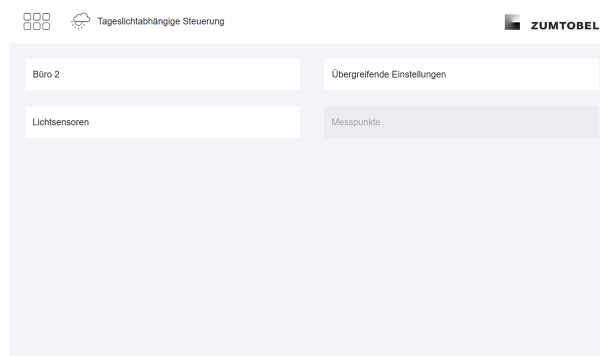 Tageslichtabhängige Steuerung
ZUMTOBEL
Büro 2
Übergreifende Einstellungen
Lichtsensoren
Messpunkte